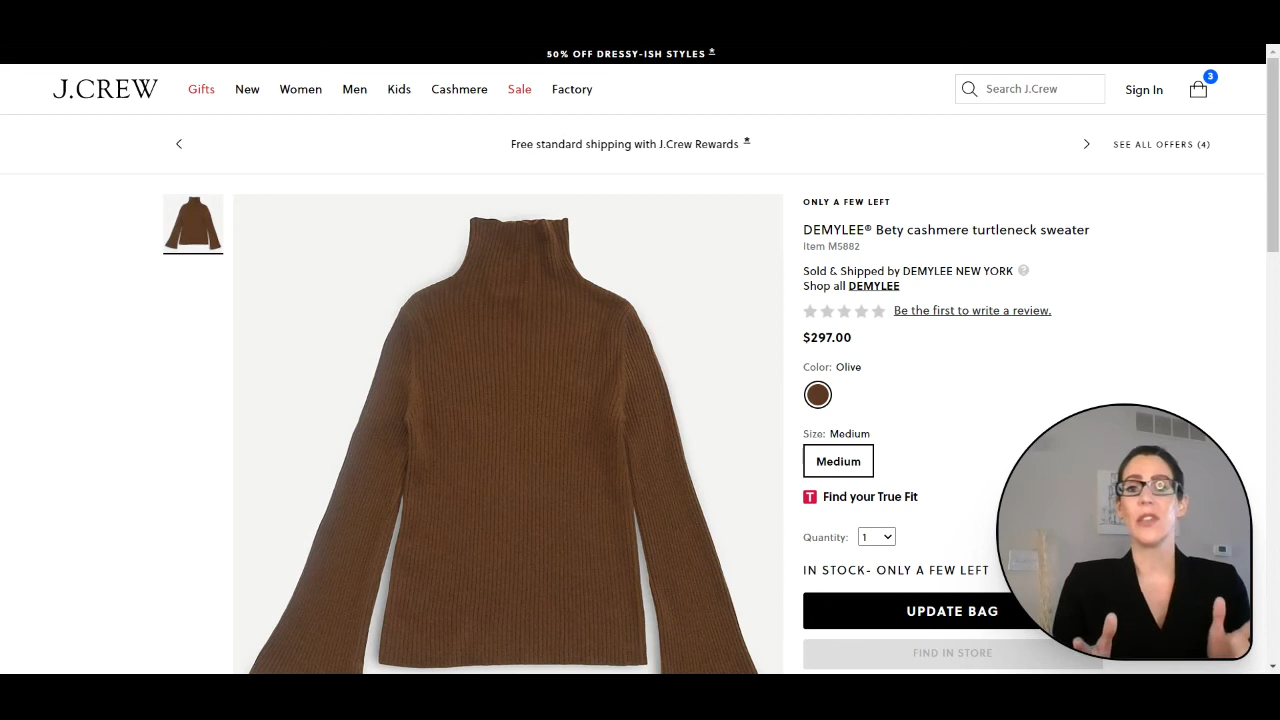 50% OFF DRESSY-ISH STYLES *
J.CREW
Gifts New Women Men Kids Cashmere Sale Factory
Search J.Crew
Sign In
3
Free standard shipping with J.Crew Rewards *
SEE ALL OFFERS (4)
ONLY A FEW LEFT
DEMYLEE® Bety cashmere turtleneck sweater
Item M5882
Sold & Shipped by DEMYLEE NEW YORK ?
Shop all DEMYLEE
Be the first to write a review.
$297.00
Color: Olive
Size: Medium
Medium
T Find your True Fit
Quantity: 1
IN STOCK- ONLY A FEW LEFT
UPDATE BAG
FIND IN STORE